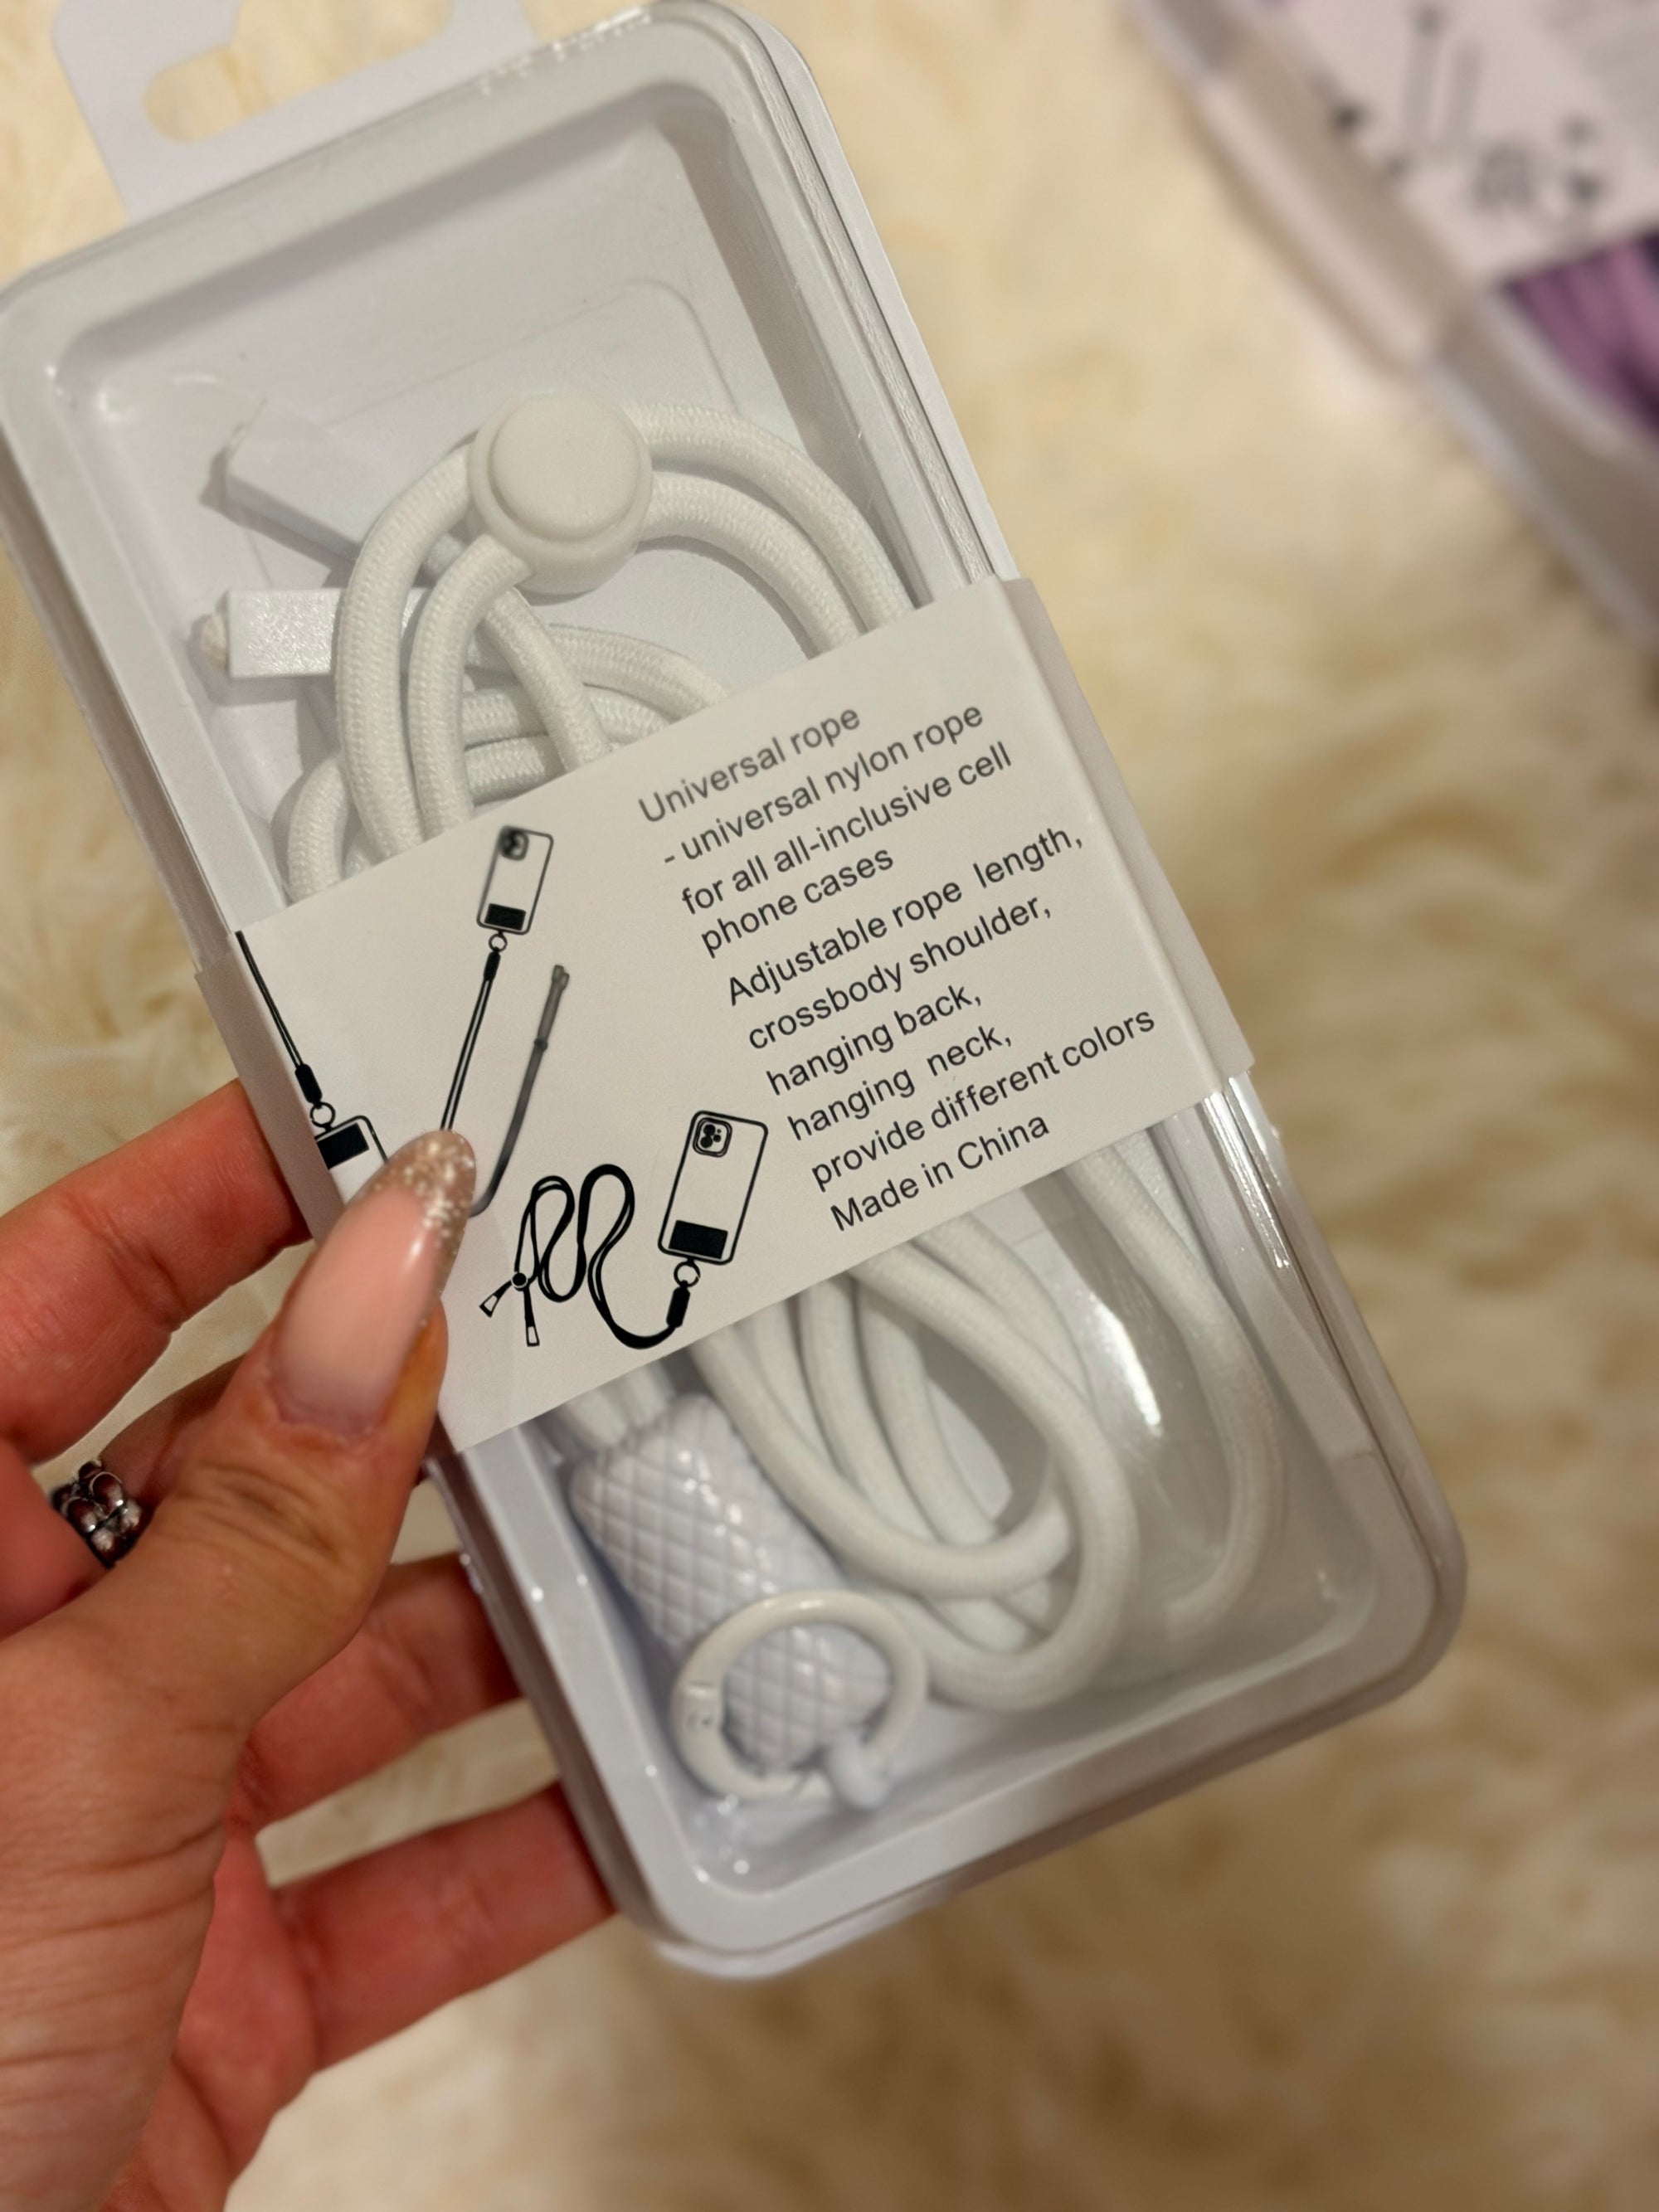 Universal rope
- universal nylon rope
for all all-inclusive cell
phone cases
Adjustable rope length,
crossbody shoulder,
hanging back,
hanging neck,
provide different colors
Made in China